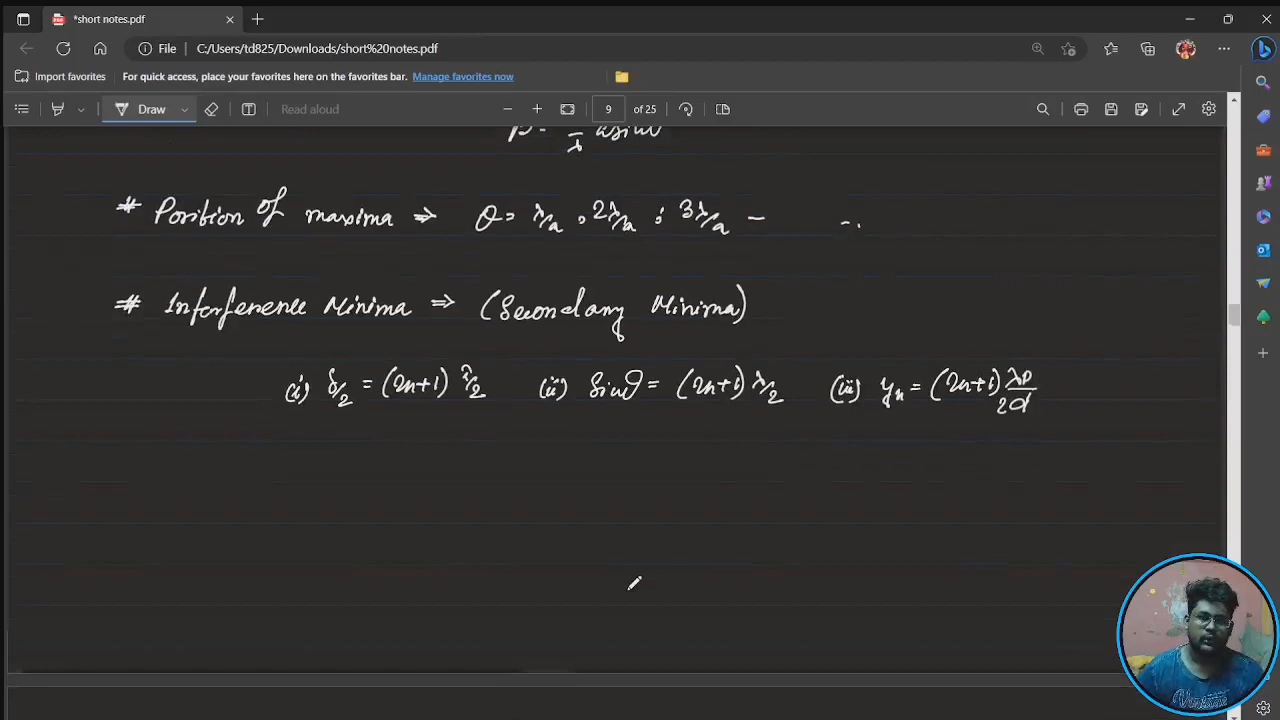 *short notes.pdf
File C:/Users/td825/Downloads/short%20notes.pdf
Import favorites For quick access, place your favorites here on the favorites bar. Manage favorites now
Draw Read aloud 9 of 25
β = π/λ a sinθ
# Position of maxima ⇒ θ = λ/a , 2λ/a , 3λ/a – - .
# Interference Minima ⇒ (Secondary Minima)
(i) δ/2 = (2n+1) λ/2 (ii) Sinθ = (2n+1) λ/2 (iii) yn = (2n+1) λD/2d